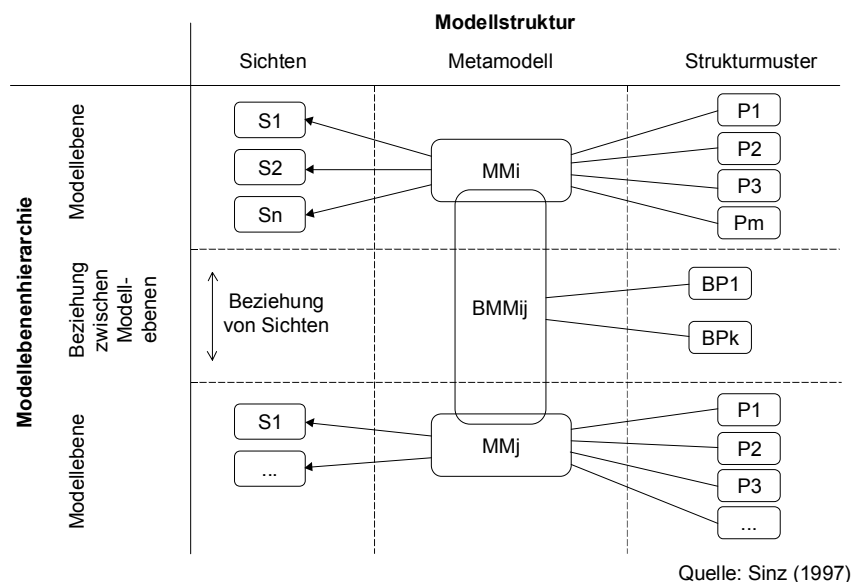 Modellstruktur
Sichten
Metamodell
Strukturmuster
Modellebenenhierarchie
Modellebene
S1
S2
Sn
MMi
P1
P2
P3
Pm
Beziehung
zwischen
Modell-
ebenen
Beziehung
von Sichten
BMMij
BP1
BPk
Modellebene
S1
...
MMj
P1
P2
P3
...
Quelle: Sinz (1997)